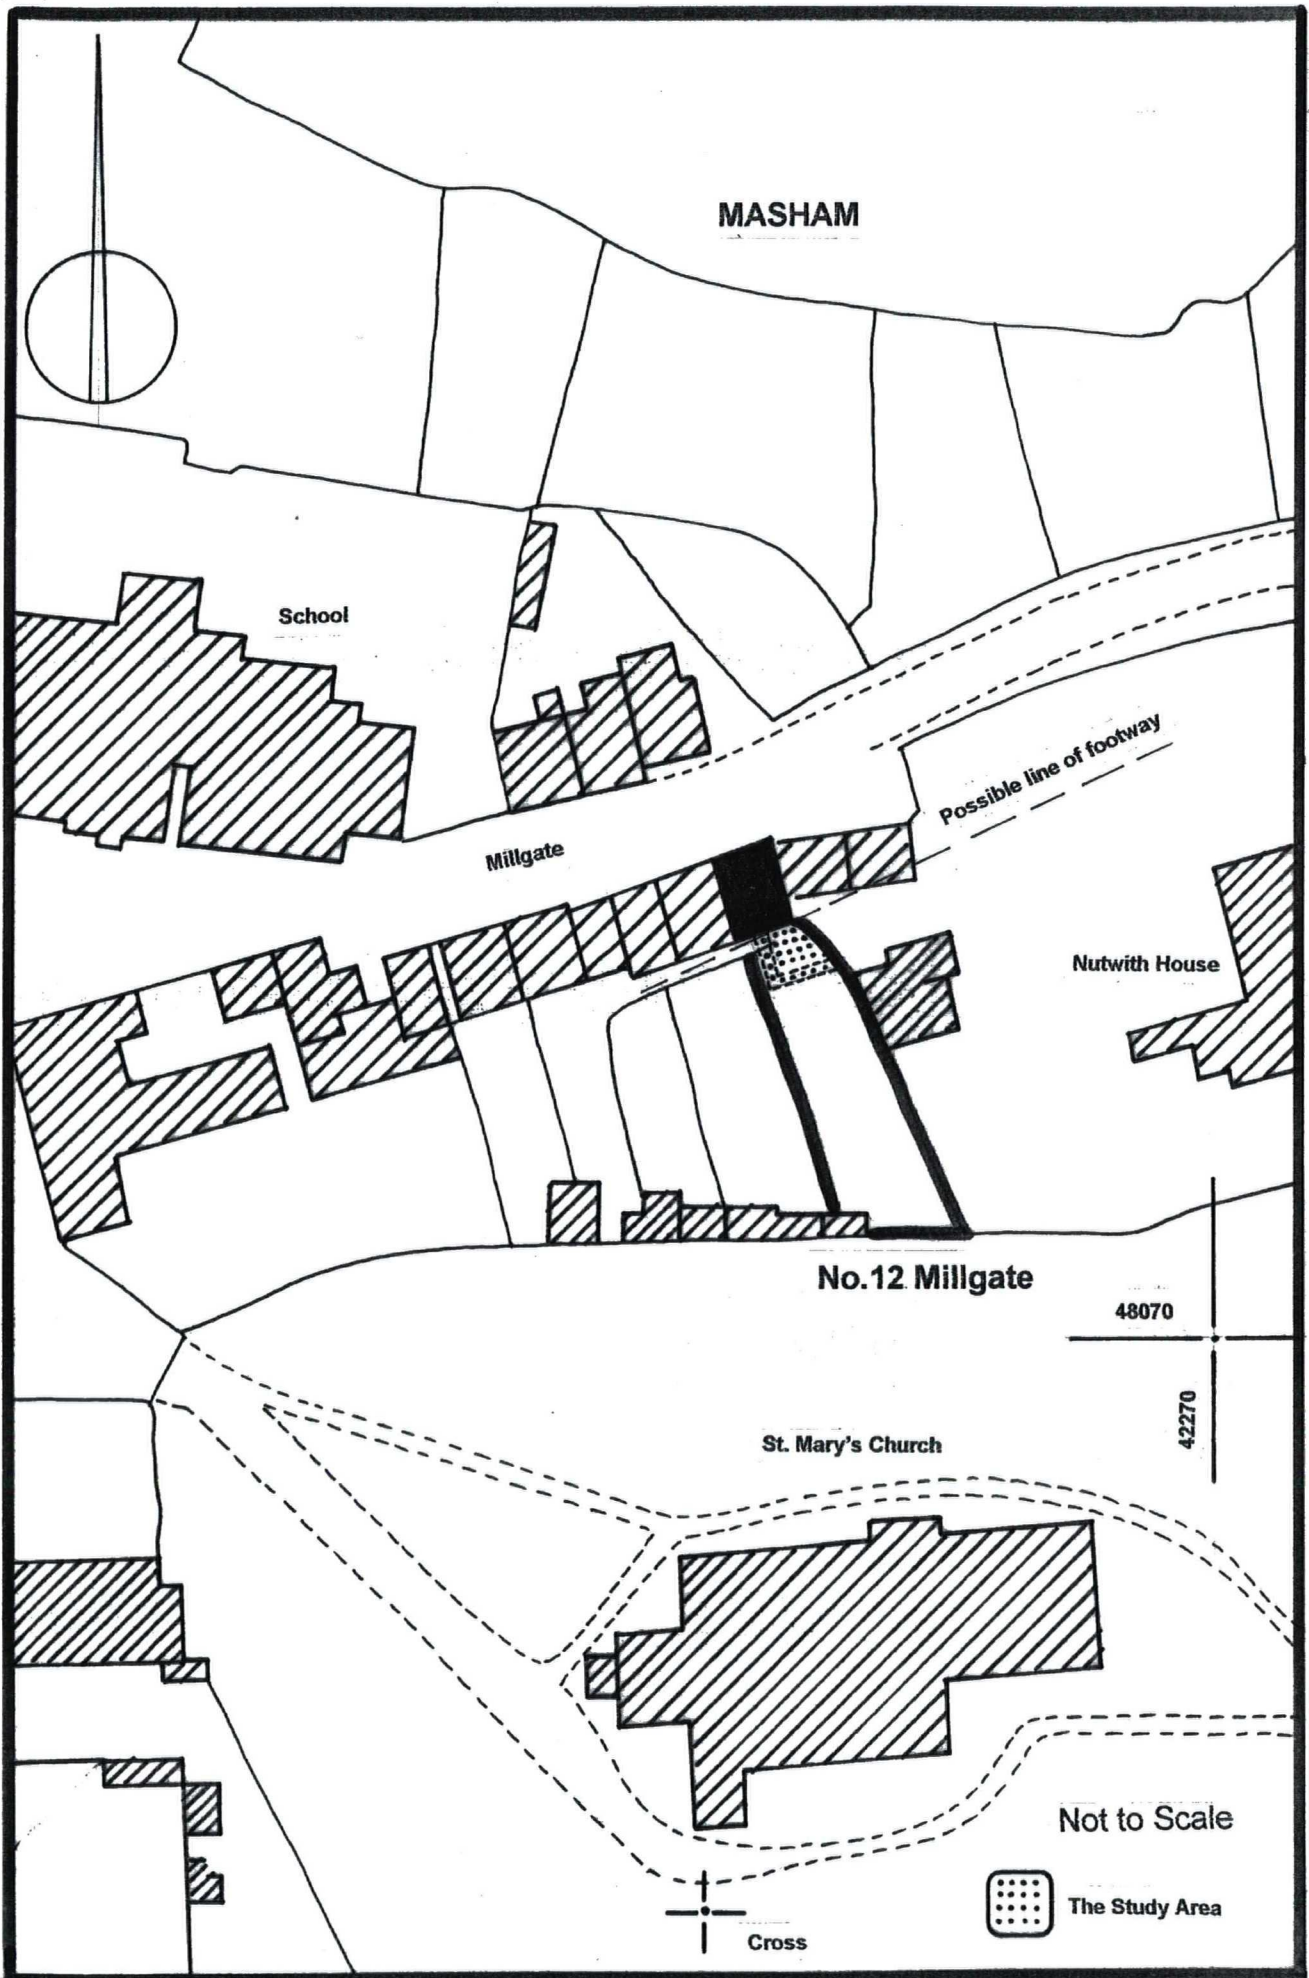 MASHAM
School
Possible line of footway
Millgate
Nutwith House
No.12 Millgate
48070
42270
St. Mary's Church
Not to Scale
The Study Area
Cross